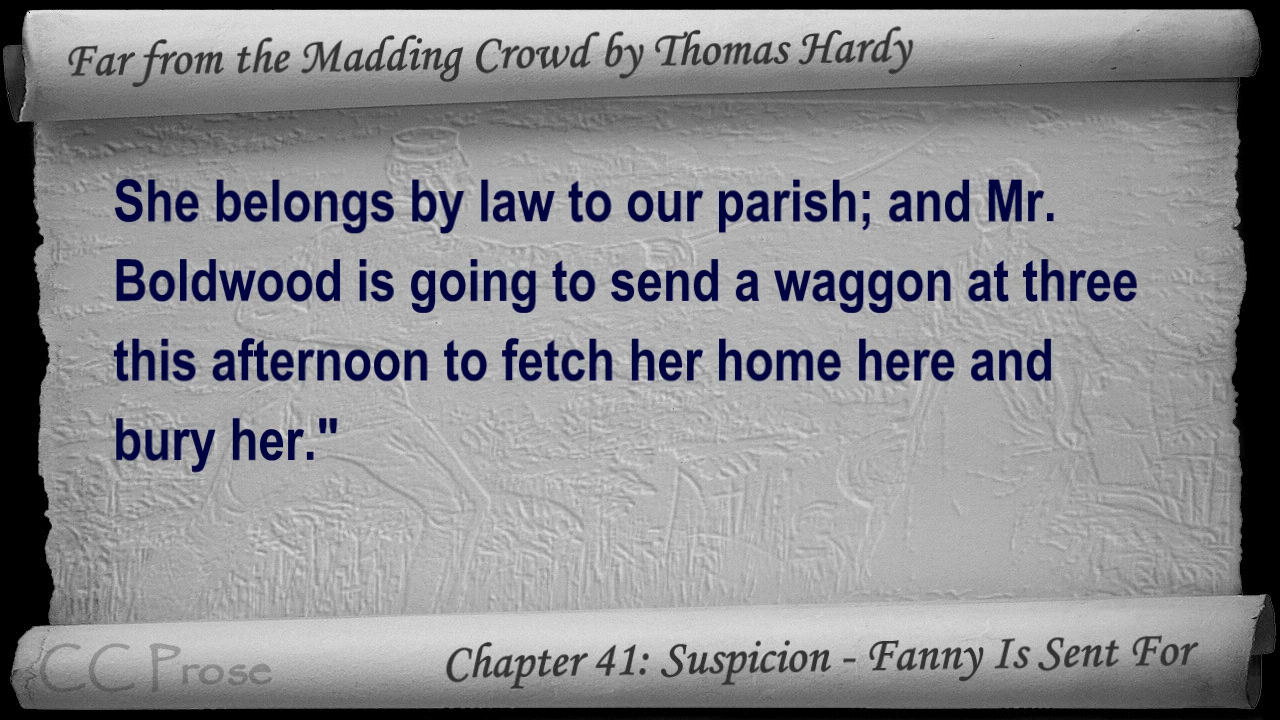 Far from the Madding Crowd by Thomas Hardy
She belongs by law to our parish; and Mr.
Boldwood is going to send a waggon at three
this afternoon to fetch her home here and
bury her."
CC Prose
Chapter 41: Suspicion - Fanny Is Sent For